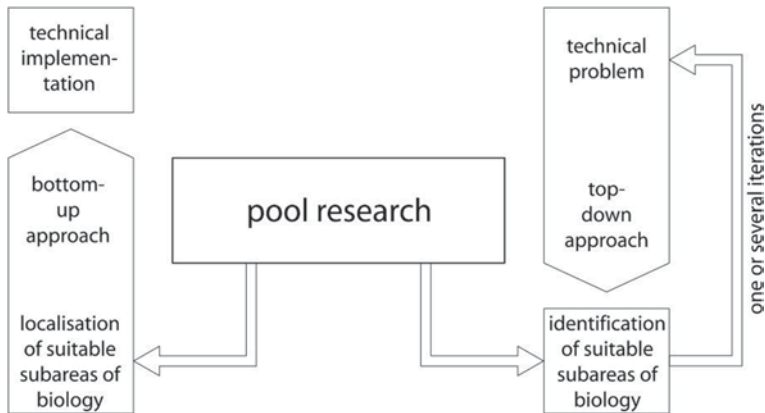 technical
implemen-
tation
bottom-
up
approach
localisation
of suitable
subareas of
biology
pool research
technical
problem
top-
down
approach
identification
of suitable
subareas of
biology
one or several iterations